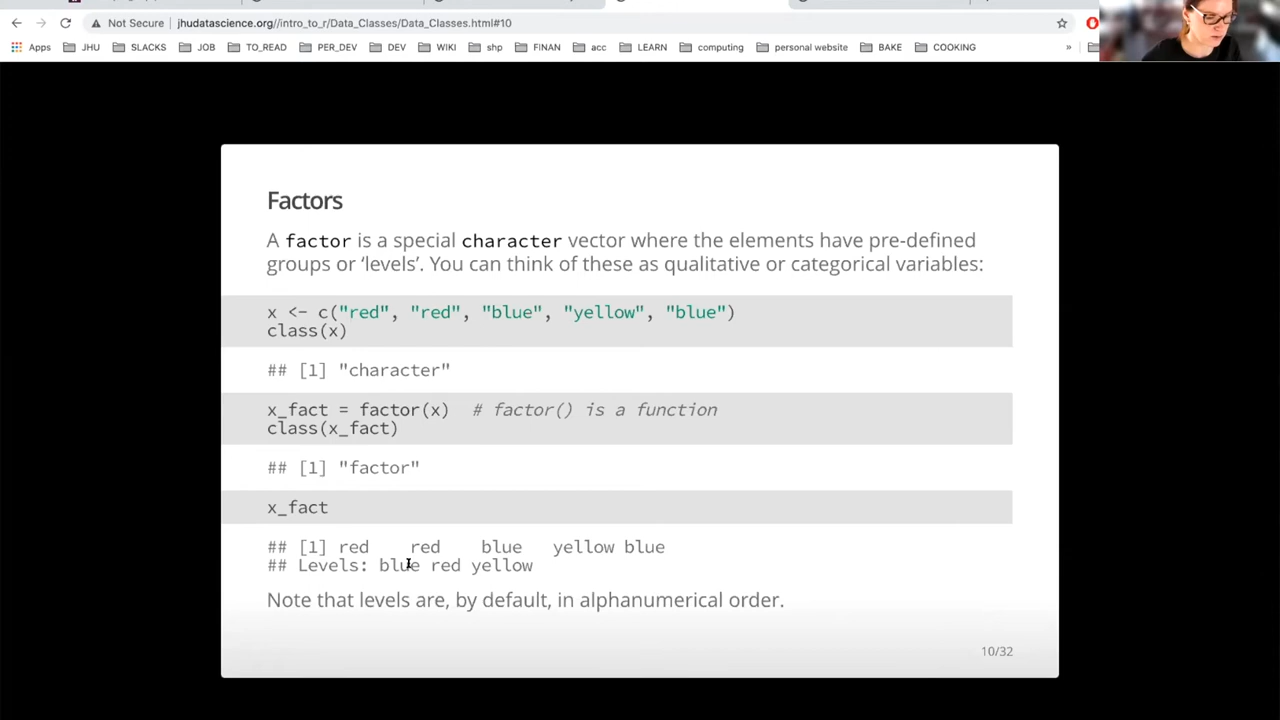 Not Secure | jhudatascience.org//intro_to_r/Data_Classes/Data_Classes.html#10
Apps JHU SLACKS JOB TO_READ PER_DEV DEV WIKI shp FINAN acc LEARN computing personal website BAKE COOKING »
Factors
A factor is a special character vector where the elements have pre-defined
groups or ‘levels’. You can think of these as qualitative or categorical variables:
x <- c("red", "red", "blue", "yellow", "blue")
class(x)
## [1] "character"
x_fact = factor(x) # factor() is a function
class(x_fact)
## [1] "factor"
x_fact
## [1] red red blue yellow blue
## Levels: blue red yellow
Note that levels are, by default, in alphanumerical order.
10/32